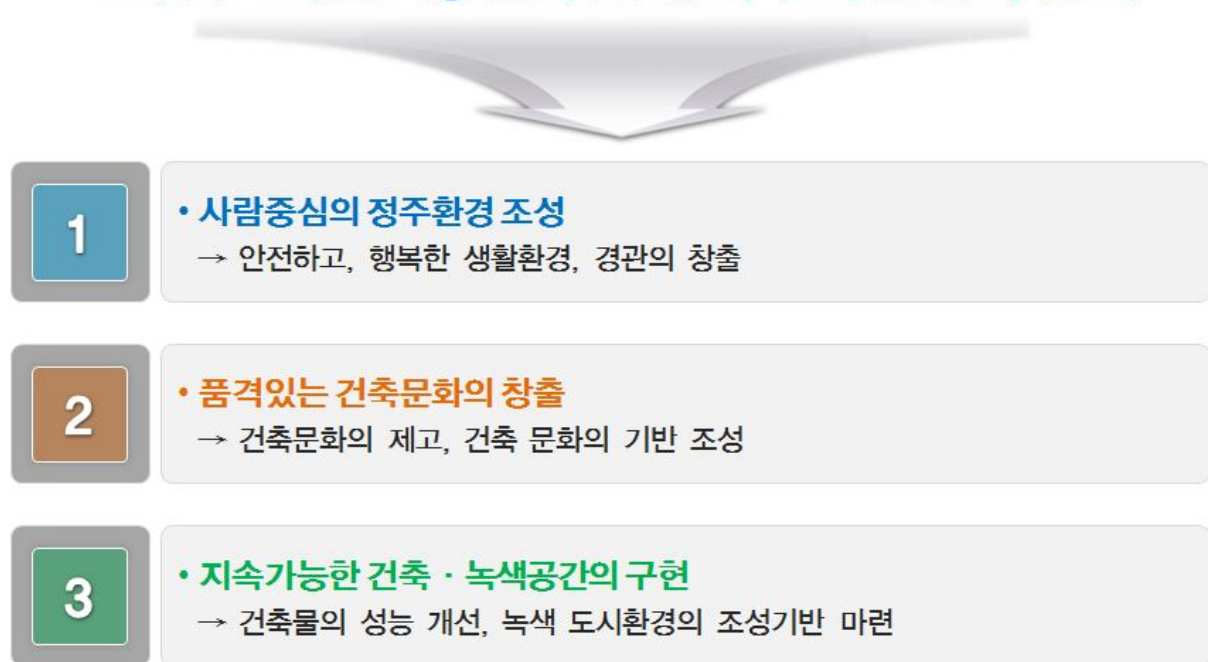 1
• 사람중심의 정주환경 조성
→ 안전하고, 행복한 생활환경, 경관의 창출
2
• 품격있는 건축문화의 창출
→ 건축문화의 제고, 건축 문화의 기반 조성
3
• 지속가능한 건축 · 녹색공간의 구현
→ 건축물의 성능 개선, 녹색 도시환경의 조성기반 마련